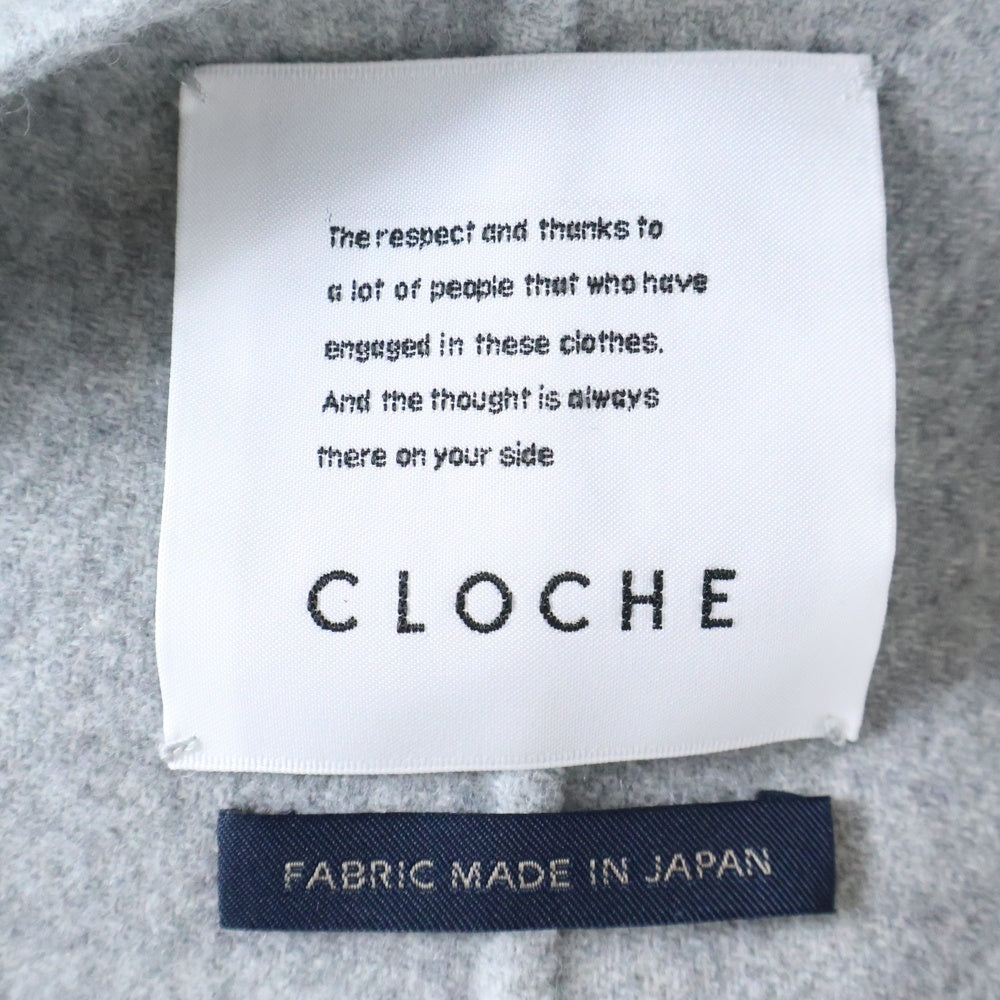 The respect and thanks to
a lot of people that who have
engaged in these clothes.
And the thought is always
there on your side
CLOCHE
FABRIC MADE IN JAPAN